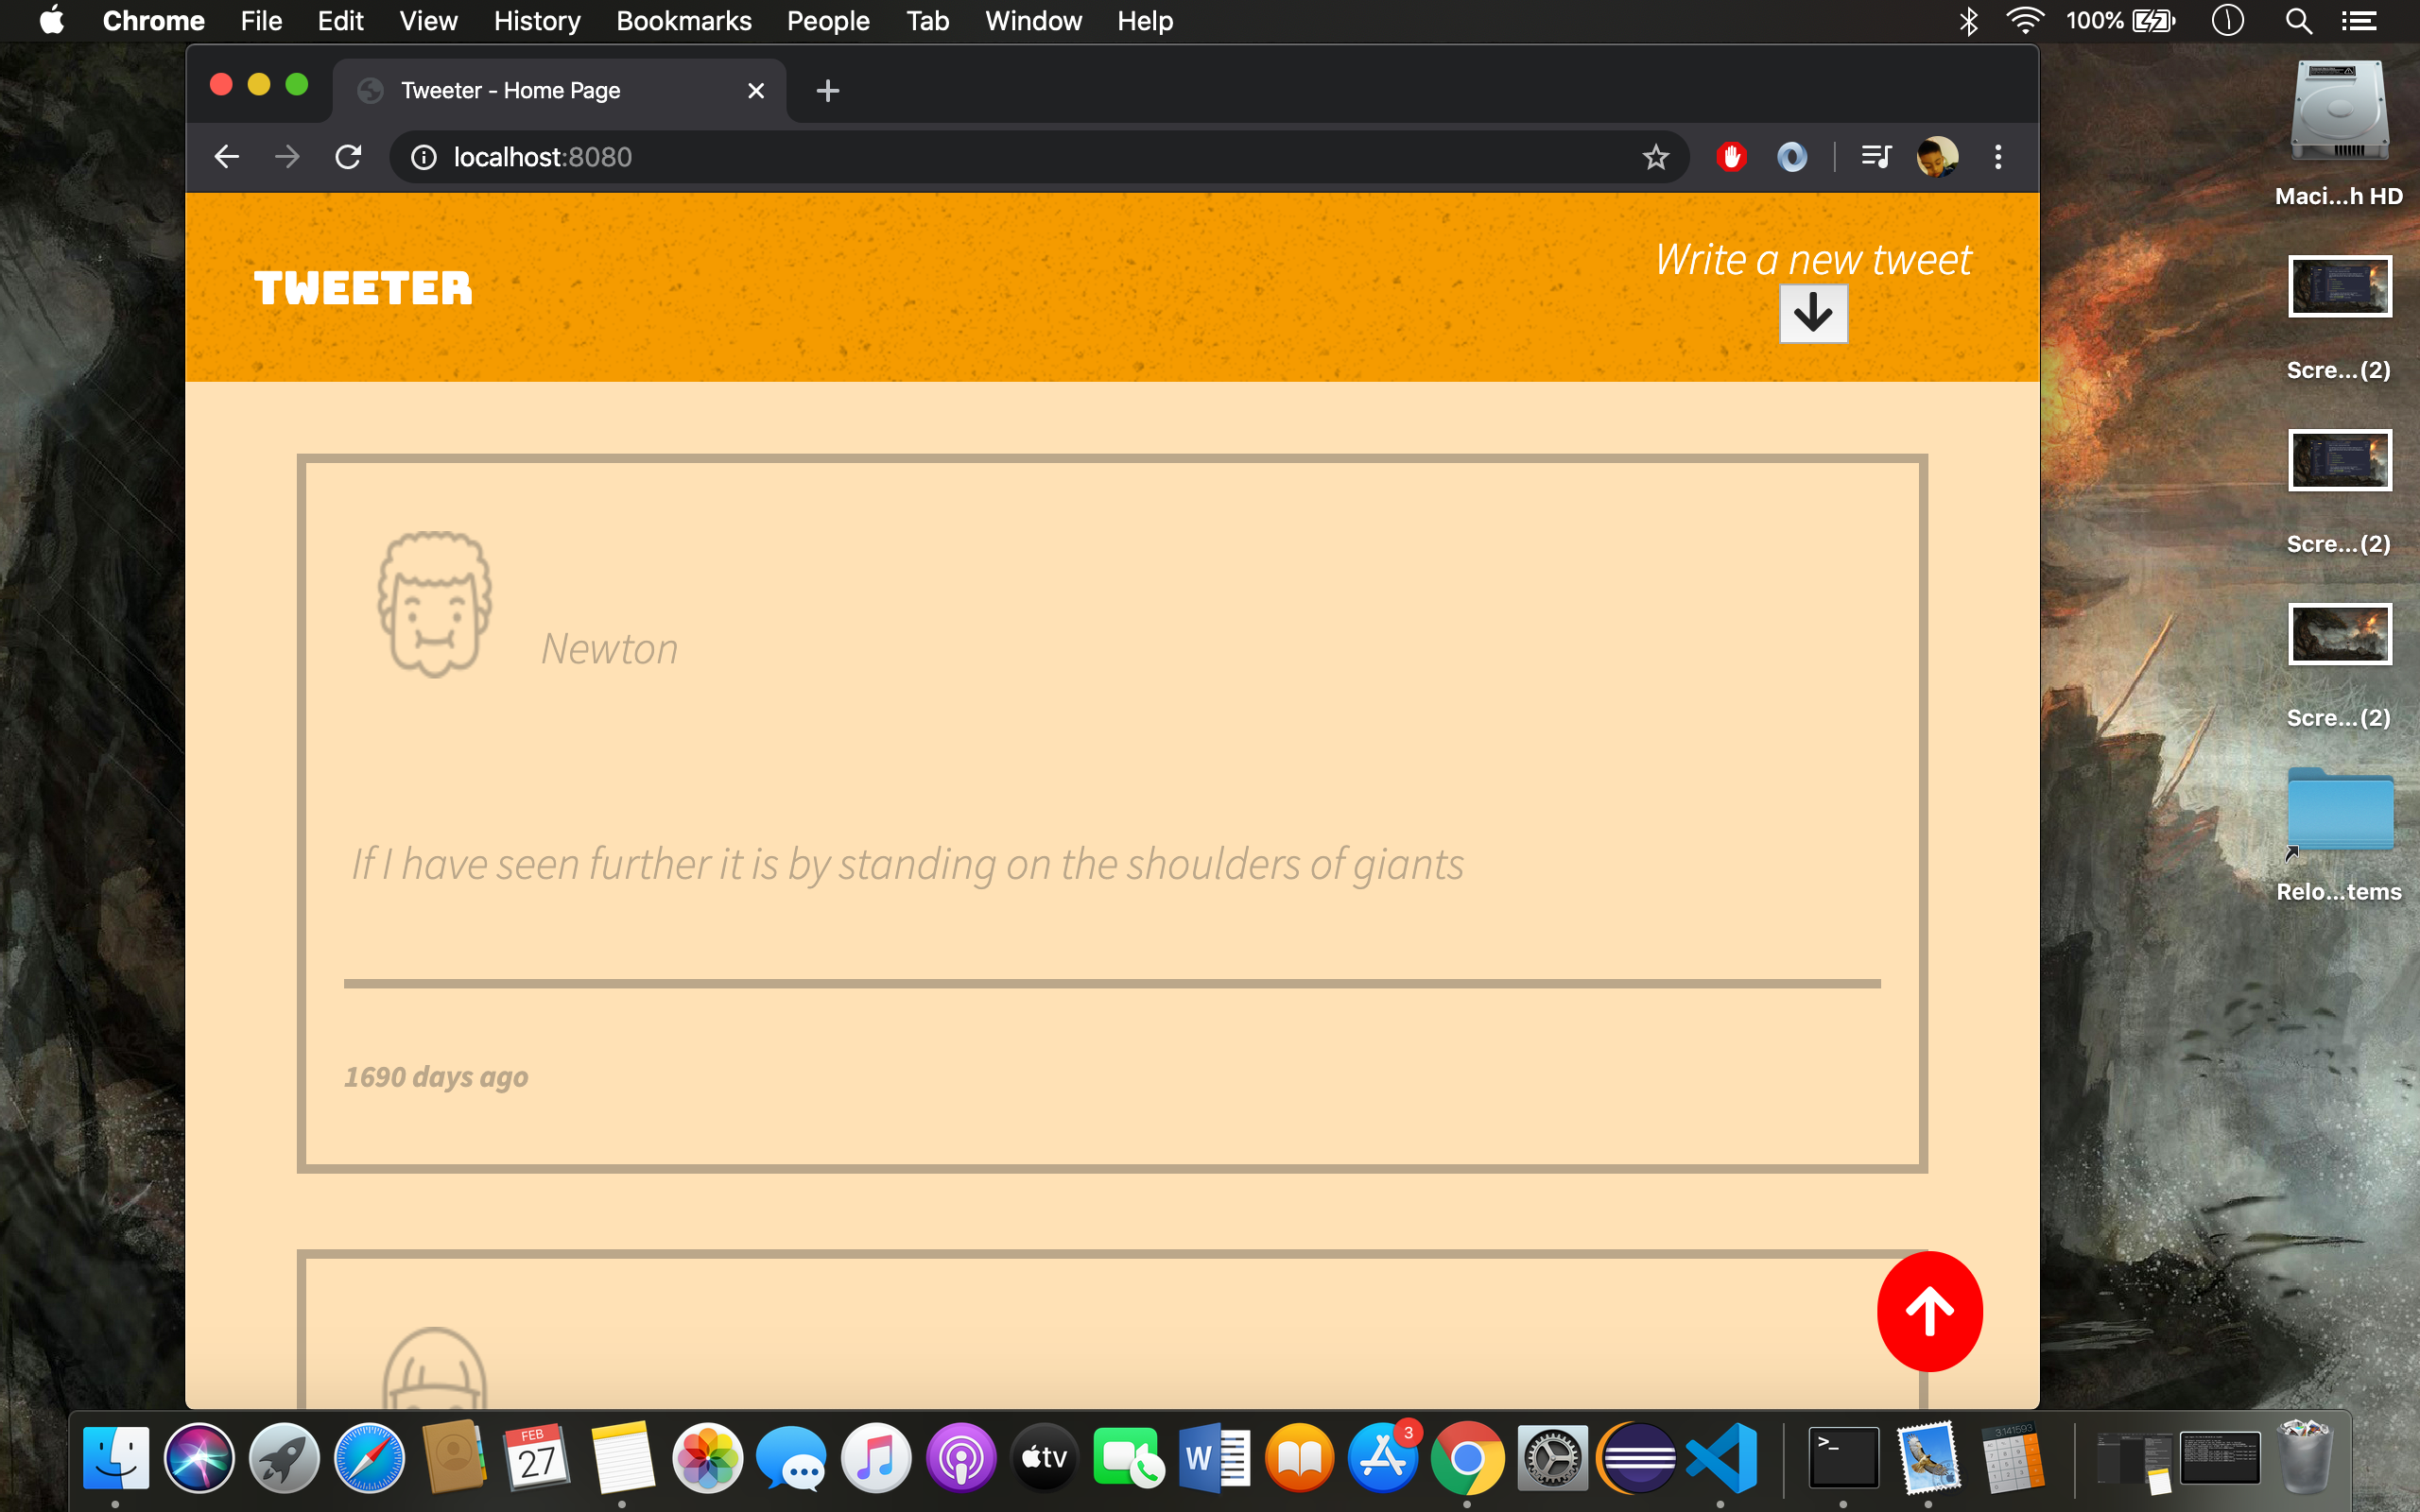 Chrome File Edit View History Bookmarks People Tab Window Help 100%
Tweeter - Home Page
localhost:8080
TWEETER
Write a new tweet
Newton
If I have seen further it is by standing on the shoulders of giants
1690 days ago
Maci...h HD
Scre...(2)
Scre...(2)
Scre...(2)
Relo...tems
FEB
27
tv
W
3
>_